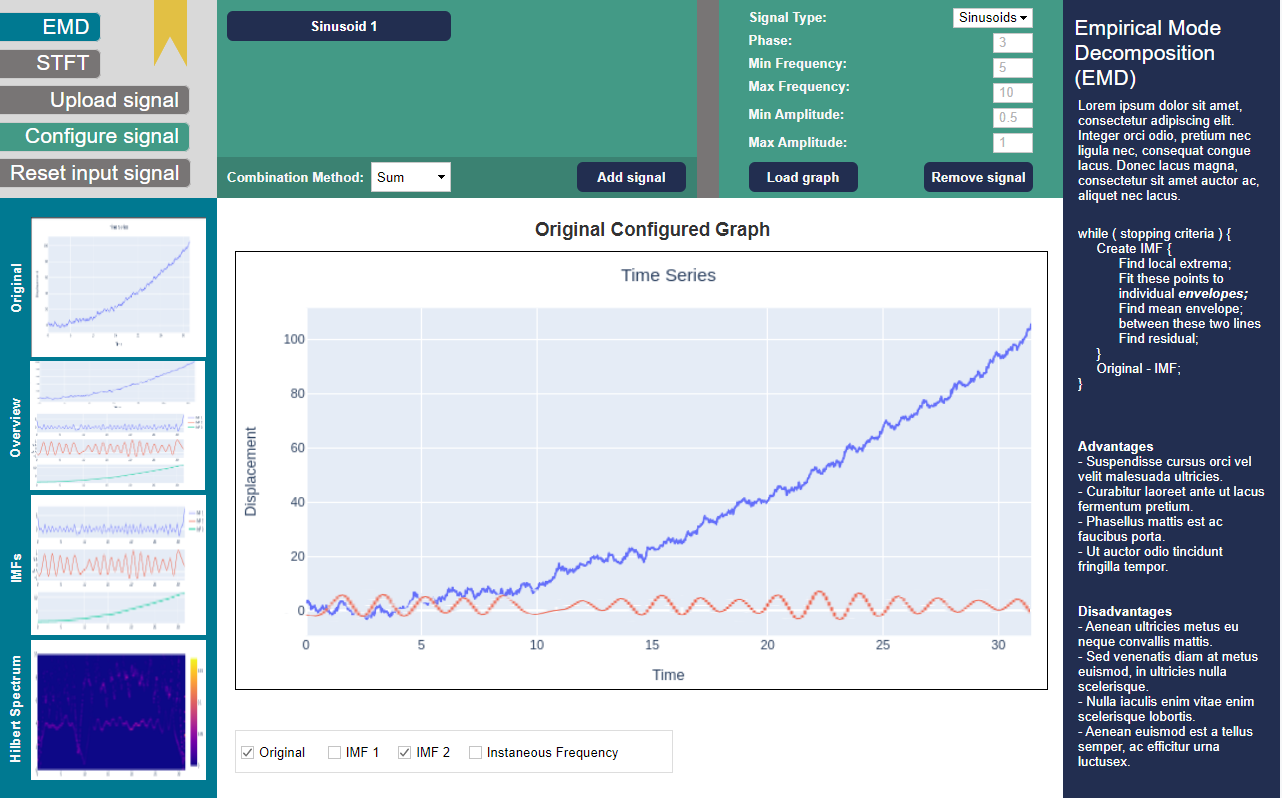 EMD
STFT
Upload signal
Configure signal
Reset input signal
Sinusoid 1
Combination Method: Sum
Add signal
Signal Type: Sinusoids
Phase: 3
Min Frequency: 5
Max Frequency: 10
Min Amplitude: 0.5
Max Amplitude: 1
Load graph
Remove signal
Original
Overview
IMFs
Hilbert Spectrum
Original Configured Graph
Time Series
Displacement
100
80
60
40
20
0
0 5 10 15 20 25 30
Time
Original IMF 1 IMF 2 Instaneous Frequency
Empirical Mode
Decomposition
(EMD)
Lorem ipsum dolor sit amet,
consectetur adipiscing elit.
Integer orci odio, pretium nec
ligula nec, consequat congue
lacus. Donec lacus magna,
consectetur sit amet auctor ac,
aliquet nec lacus.
while ( stopping criteria ) {
Create IMF {
Find local extrema;
Fit these points to
individual envelopes;
Find mean envelope;
between these two lines
Find residual;
}
Original - IMF;
}
Advantages
- Suspendisse cursus orci vel
velit malesuada ultricies.
- Curabitur laoreet ante ut lacus
fermentum pretium.
- Phasellus mattis est ac
faucibus porta.
- Ut auctor odio tincidunt
fringilla tempor.
Disadvantages
- Aenean ultricies metus eu
neque convallis mattis.
- Sed venenatis diam at metus
euismod, in ultricies nulla
scelerisque.
- Nulla iaculis enim vitae enim
scelerisque lobortis.
- Aenean euismod est a tellus
semper, ac efficitur urna
luctusex.